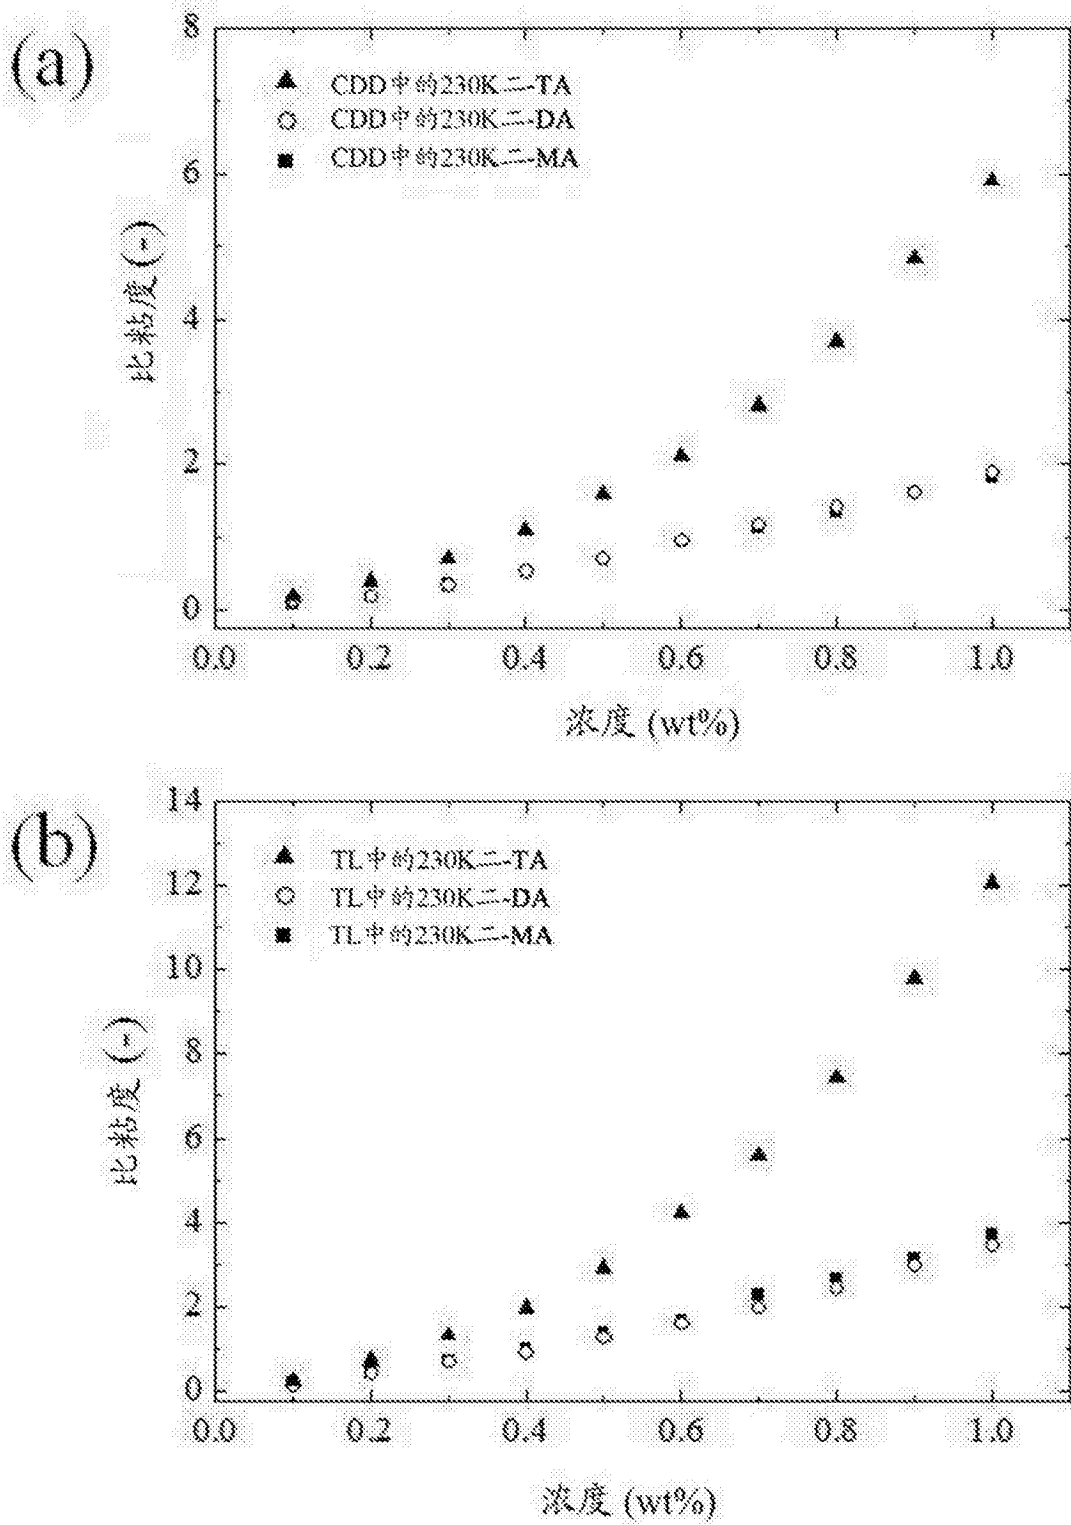 (a)
8
6
4
2
0
比粘度 (-)
▲ CDD中的230K二-TA
○ CDD中的230K二-DA
■ CDD中的230K二-MA
0.0 0.2 0.4 0.6 0.8 1.0
浓度 (wt%)
(b)
14
12
10
8
6
4
2
0
比粘度 (-)
▲ TL中的230K二-TA
○ TL中的230K二-DA
■ TL中的230K二-MA
0.0 0.2 0.4 0.6 0.8 1.0
浓度 (wt%)